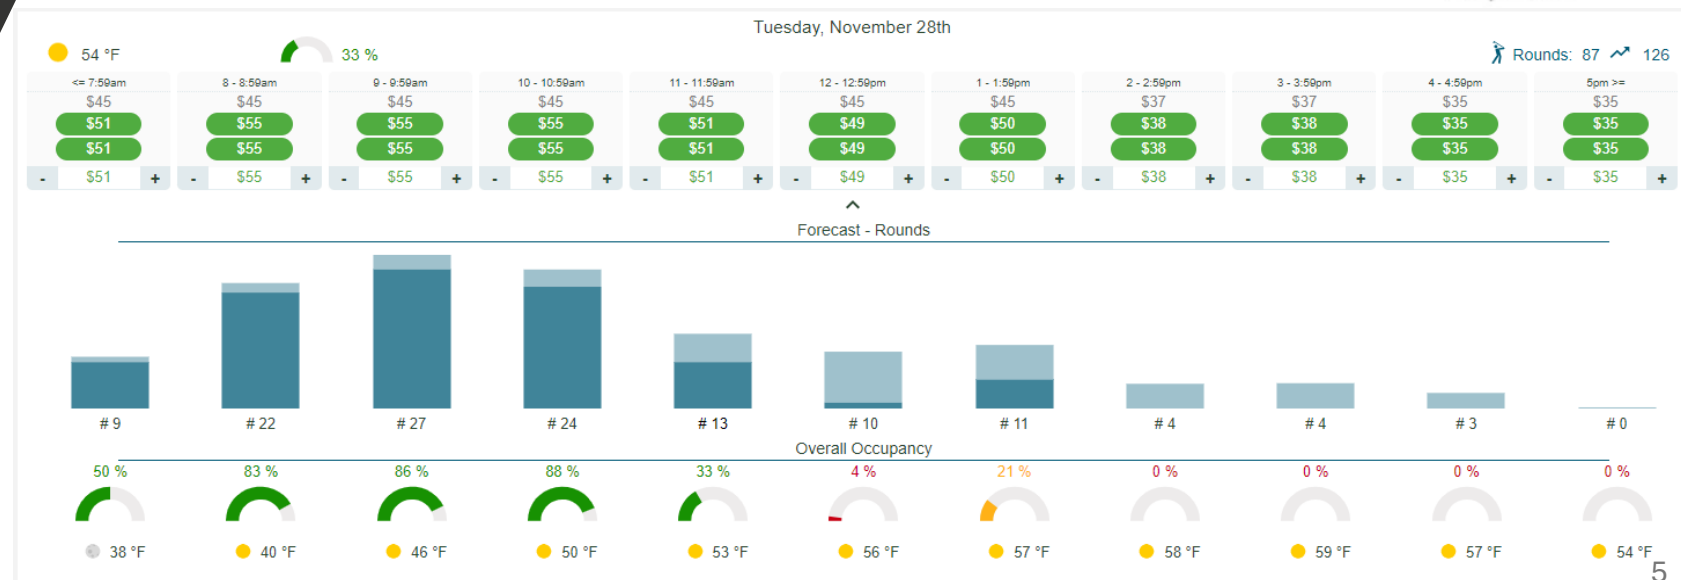 Tuesday, November 28th
54 °F 33 % Rounds: 87 126
<= 7:59am 8 - 8:59am 9 - 9:59am 10 - 10:59am 11 - 11:59am 12 - 12:59pm 1 - 1:59pm 2 - 2:59pm 3 - 3:59pm 4 - 4:59pm 5pm >=
$45 $45 $45 $45 $45 $45 $45 $37 $37 $35 $35
$51 $55 $55 $55 $51 $49 $50 $38 $38 $35 $35
$51 $55 $55 $55 $51 $49 $50 $38 $38 $35 $35
- $51 + - $55 + - $55 + - $55 + - $51 + - $49 + - $50 + - $38 + - $38 + - $35 + - $35 +
Forecast - Rounds
# 9 # 22 # 27 # 24 # 13 # 10 # 11 # 4 # 4 # 3 # 0
Overall Occupancy
50 % 83 % 86 % 88 % 33 % 4 % 21 % 0 % 0 % 0 % 0 %
38 °F 40 °F 46 °F 50 °F 53 °F 56 °F 57 °F 58 °F 59 °F 57 °F 54 °F
5